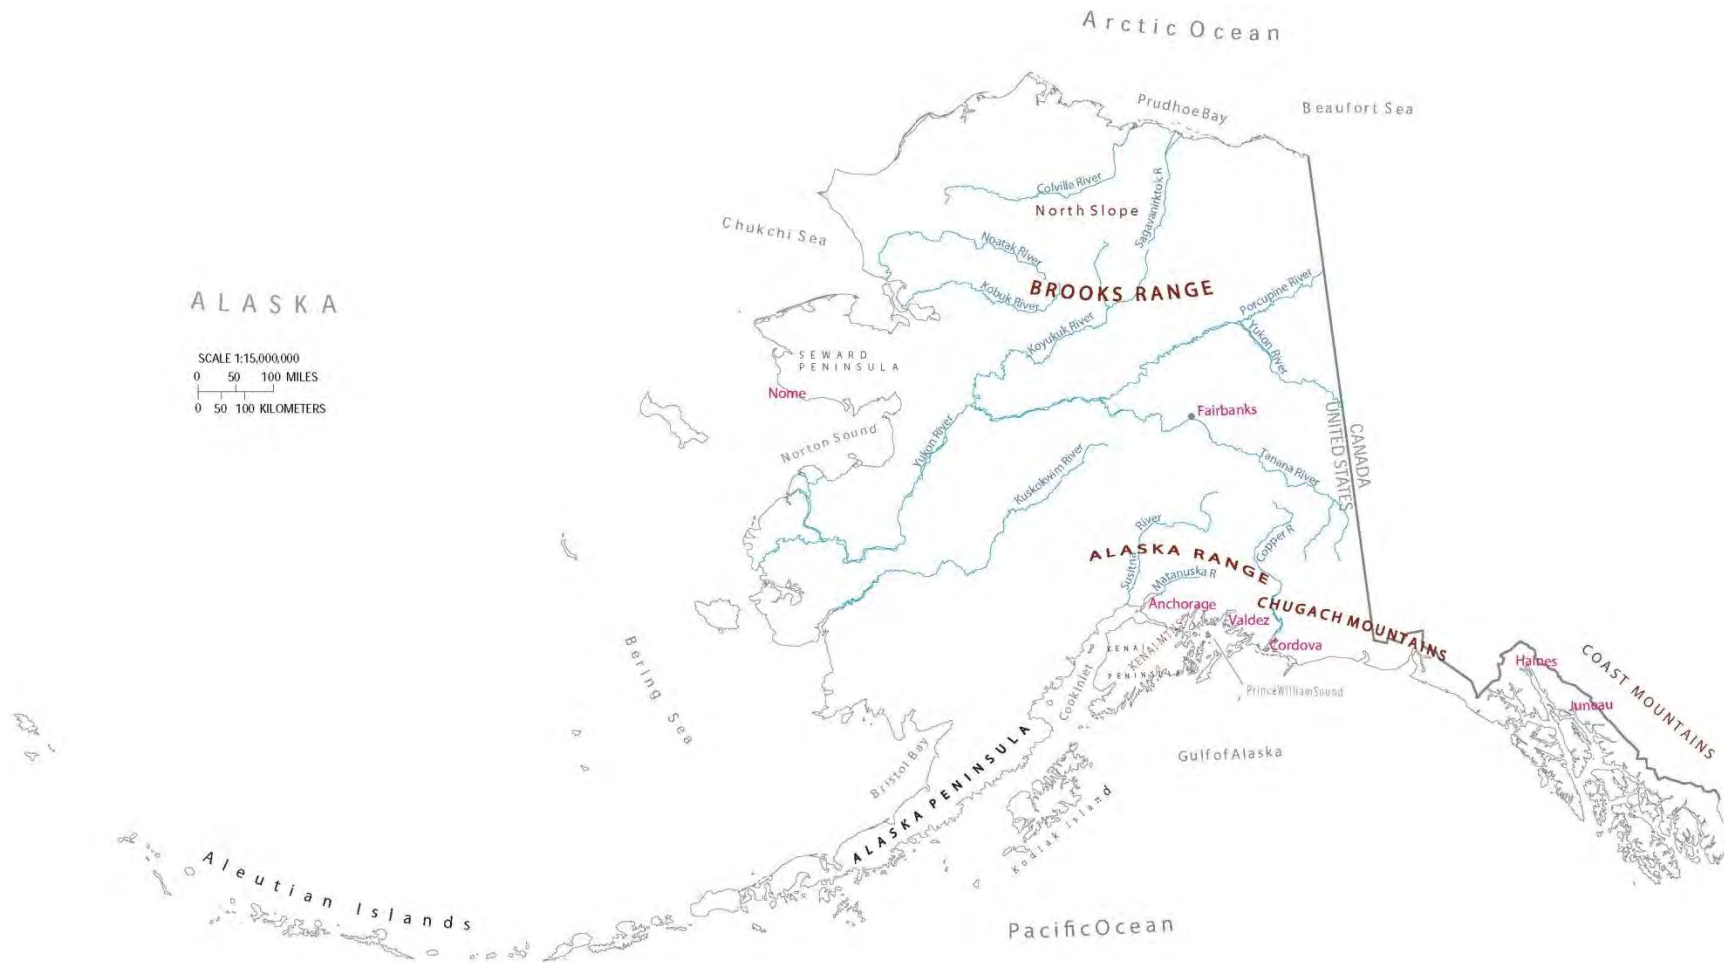 Arctic Ocean
Prudhoe Bay
Beaufort Sea
Colville River
Sagavanirktok R
North Slope
Chukchi Sea
Noatak River
BROOKS RANGE
Kobuk River
Porcupine River
ALASKA
Koyukuk River
Yukon River
SCALE 1:15,000,000
0 50 100 MILES
0 50 100 KILOMETERS
SEWARD
PENINSULA
Nome
Fairbanks
CANADA
UNITED STATES
Norton Sound
Yukon River
Kuskokwim River
Tanana River
River
Susitna
Copper R
ALASKA RANGE
Matanuska R
Anchorage
CHUGACH MOUNTAINS
Valdez
Cordova
KENAI MTNS
KENAI
PENINSULA
Prince William Sound
Haines
COAST MOUNTAINS
Juneau
Bering Sea
Cook Inlet
Bristol Bay
ALASKA PENINSULA
Gulf of Alaska
Kodiak Island
Aleutian Islands
Pacific Ocean